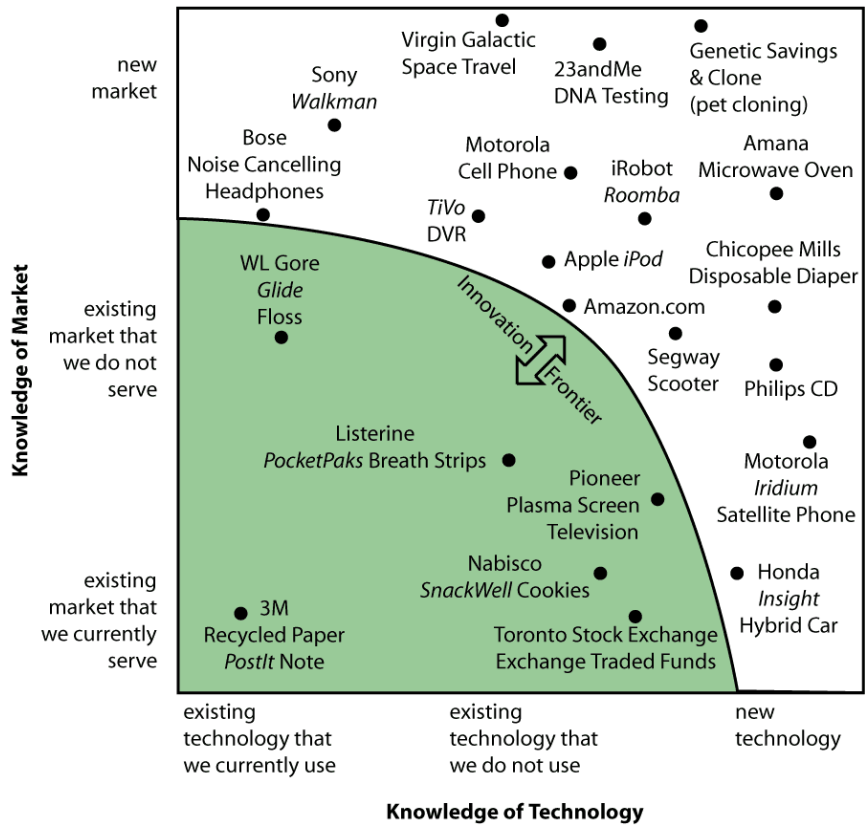 Virgin Galactic
Space Travel
23andMe
DNA Testing
Genetic Savings
& Clone
(pet cloning)
new
market
Sony
Walkman
Bose
Noise Cancelling
Headphones
Motorola
Cell Phone
iRobot
Roomba
Amana
Microwave Oven
TiVo
DVR
Apple iPod
Chicopee Mills
Disposable Diaper
WL Gore
Glide
Floss
Innovation
Frontier
Amazon.com
Segway
Scooter
Philips CD
existing
market that
we do not
serve
Knowledge of Market
Listerine
PocketPaks Breath Strips
Pioneer
Plasma Screen
Television
Motorola
Iridium
Satellite Phone
existing
market that
we currently
serve
3M
Recycled Paper
PostIt Note
Nabisco
SnackWell Cookies
Toronto Stock Exchange
Exchange Traded Funds
Honda
Insight
Hybrid Car
existing
technology that
we currently use
existing
technology that
we do not use
new
technology
Knowledge of Technology